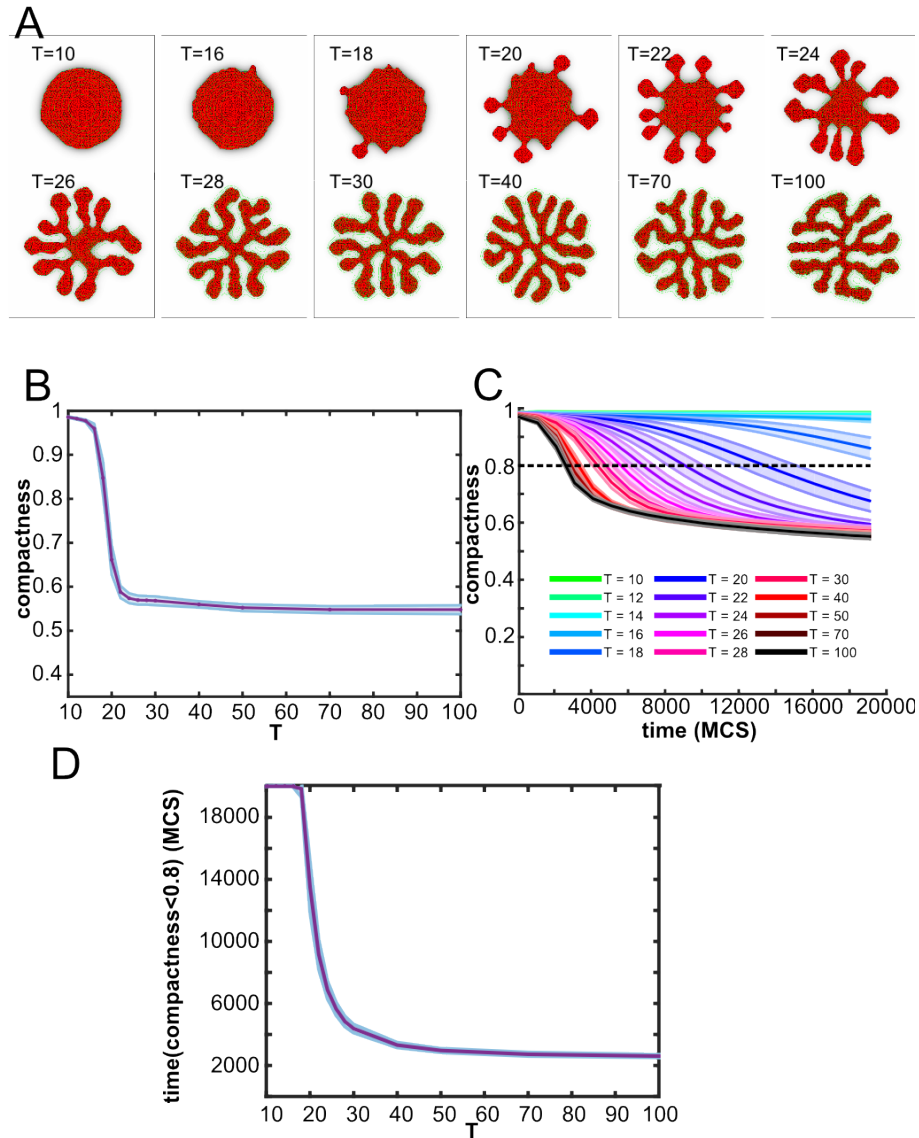 A
T=10 T=16 T=18 T=20 T=22 T=24
T=26 T=28 T=30 T=40 T=70 T=100
B
compactness
1
0.9
0.8
0.7
0.6
0.5
0.4
10 20 30 40 50 60 70 80 90 100
T
C
compactness
1
0.8
0.6
0.4
0.2
T = 10 T = 20 T = 30
T = 12 T = 22 T = 40
T = 14 T = 24 T = 50
T = 16 T = 26 T = 70
T = 18 T = 28 T = 100
0 4000 8000 12000 16000 20000
time (MCS)
D
time(compactness<0.8) (MCS)
18000
14000
10000
6000
2000
10 20 30 40 50 60 70 80 90 100
T